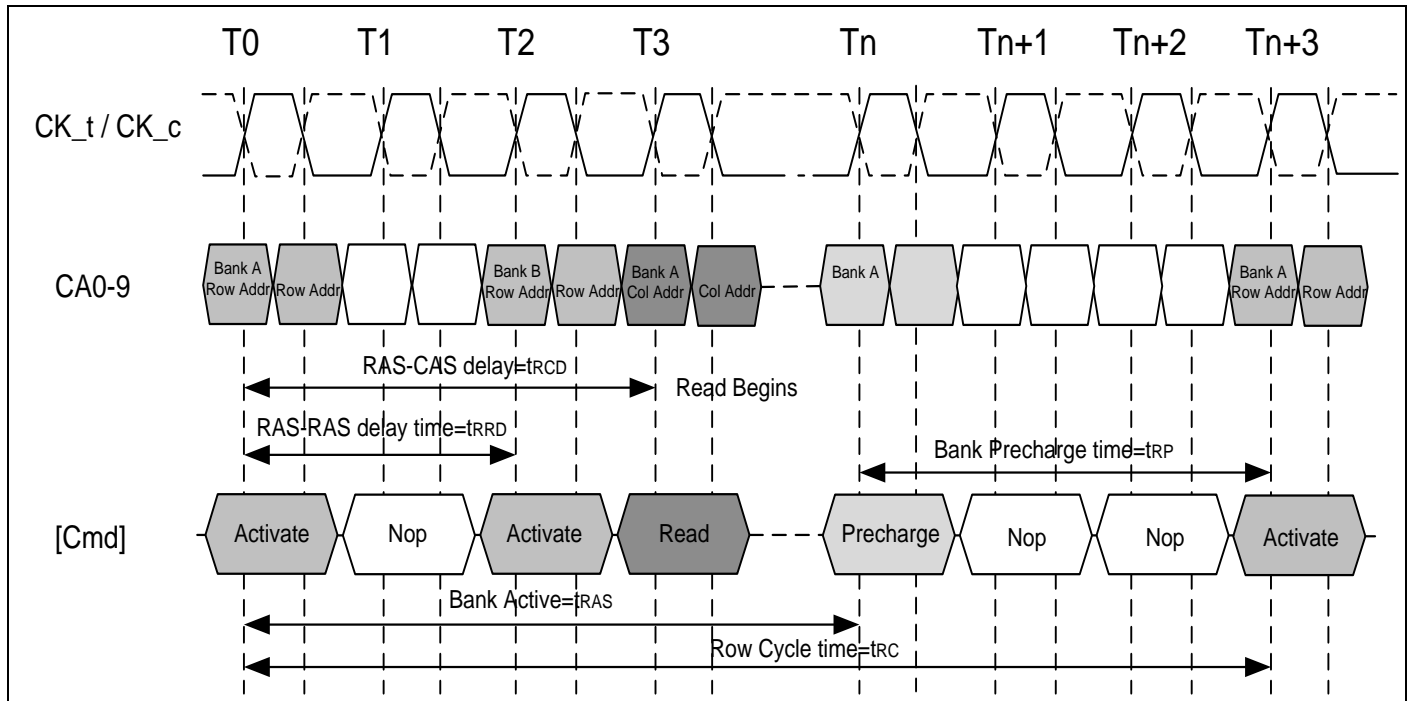 T0 T1 T2 T3 Tn Tn+1 Tn+2 Tn+3
CK_t / CK_c
CA0-9
Bank A
Row Addr
Row Addr
Bank B
Row Addr
Row Addr
Bank A
Col Addr
Col Addr
Bank A
Bank A
Row Addr
Row Addr
RAS-CAS delay=tRCD
Read Begins
RAS-RAS delay time=tRRD
Bank Precharge time=tRP
[Cmd]
Activate Nop Activate Read Precharge Nop Nop Activate
Bank Active=tRAS
Row Cycle time=tRC